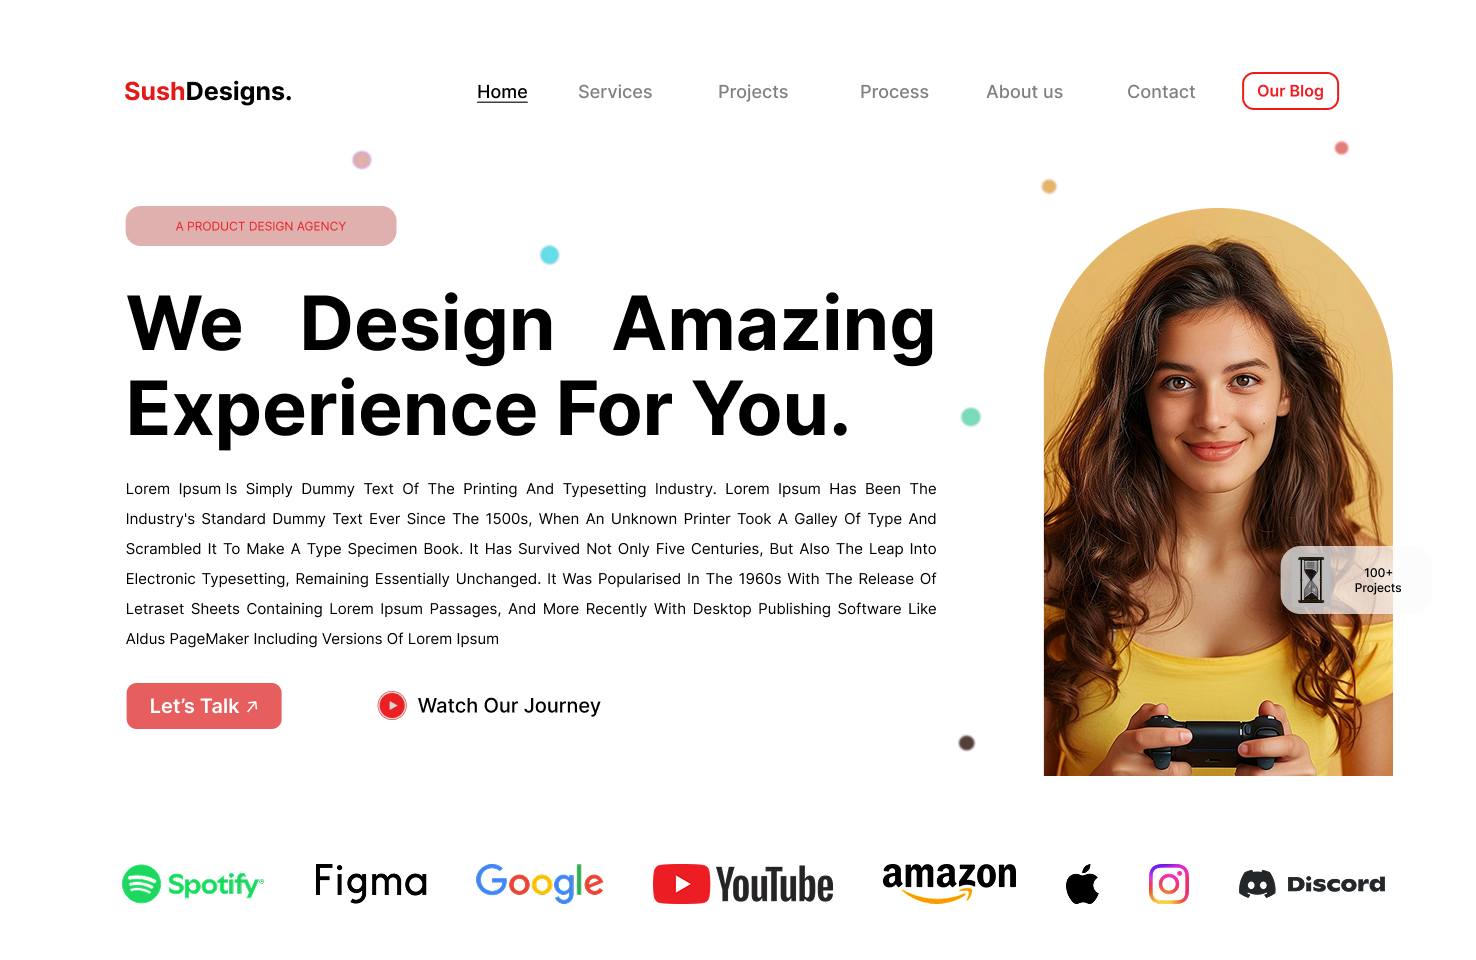 SushDesigns.
Home Services Projects Process About us Contact Our Blog
A PRODUCT DESIGN AGENCY
We Design Amazing
Experience For You.
Lorem Ipsum Is Simply Dummy Text Of The Printing And Typesetting Industry. Lorem Ipsum Has Been The
Industry's Standard Dummy Text Ever Since The 1500s, When An Unknown Printer Took A Galley Of Type And
Scrambled It To Make A Type Specimen Book. It Has Survived Not Only Five Centuries, But Also The Leap Into
Electronic Typesetting, Remaining Essentially Unchanged. It Was Popularised In The 1960s With The Release Of
Letraset Sheets Containing Lorem Ipsum Passages, And More Recently With Desktop Publishing Software Like
Aldus PageMaker Including Versions Of Lorem Ipsum
100+
Projects
Let's Talk ↗
Watch Our Journey
Spotify® Figma Google YouTube amazon Discord